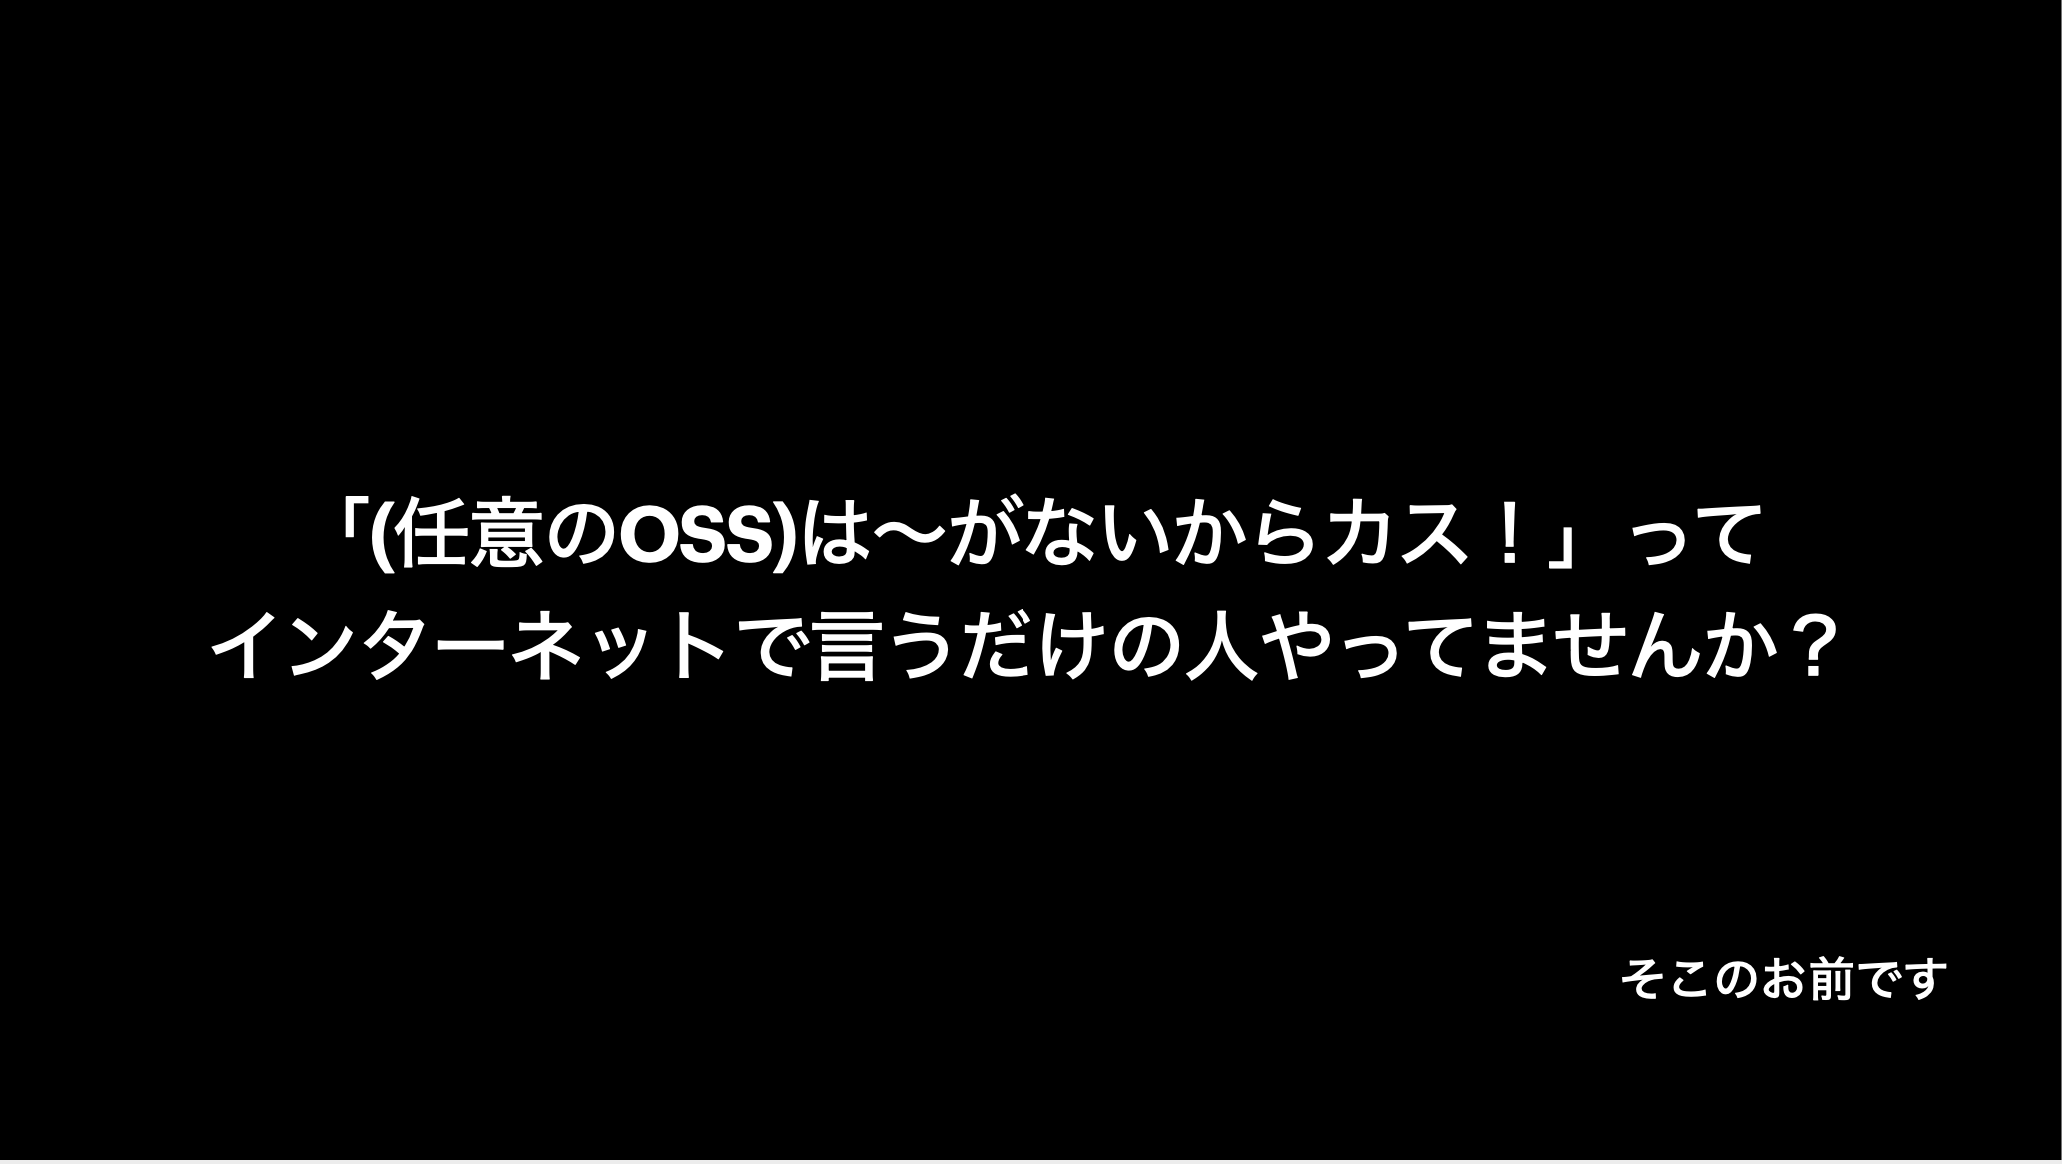 「(任意のOSS)は〜がないからカス！」って
インターネットで言うだけの人やってませんか？
そこのお前です